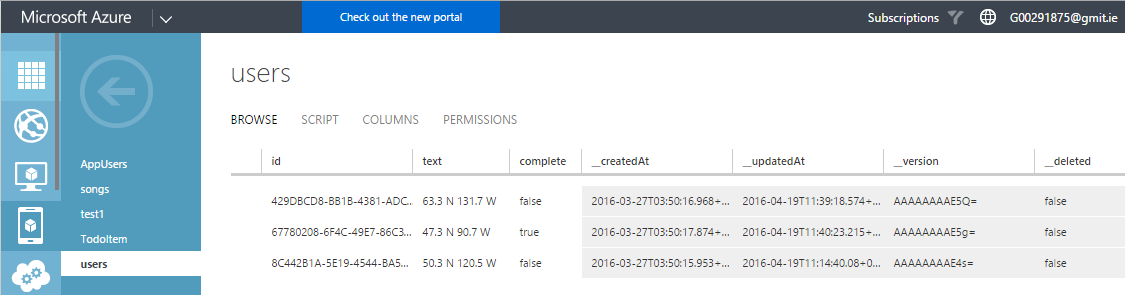 Microsoft Azure Check out the new portal Subscriptions G00291875@gmit.ie
users
BROWSE SCRIPT COLUMNS PERMISSIONS
AppUsers
songs
test1
TodoItem
users
id text complete __createdAt __updatedAt __version __deleted
429DBCD8-BB1B-4381-ADC... 63.3 N 131.7 W false 2016-03-27T03:50:16.968+... 2016-04-19T11:39:18.574+... AAAAAAAAE5Q= false
67780208-6F4C-49E7-86C3... 47.3 N 90.7 W true 2016-03-27T03:50:17.874+... 2016-04-19T11:40:23.215+... AAAAAAAAE5g= false
8C442B1A-5E19-4544-BA5... 50.3 N 120.5 W false 2016-03-27T03:50:15.953+... 2016-04-19T11:14:40.08+0... AAAAAAAAE4s= false